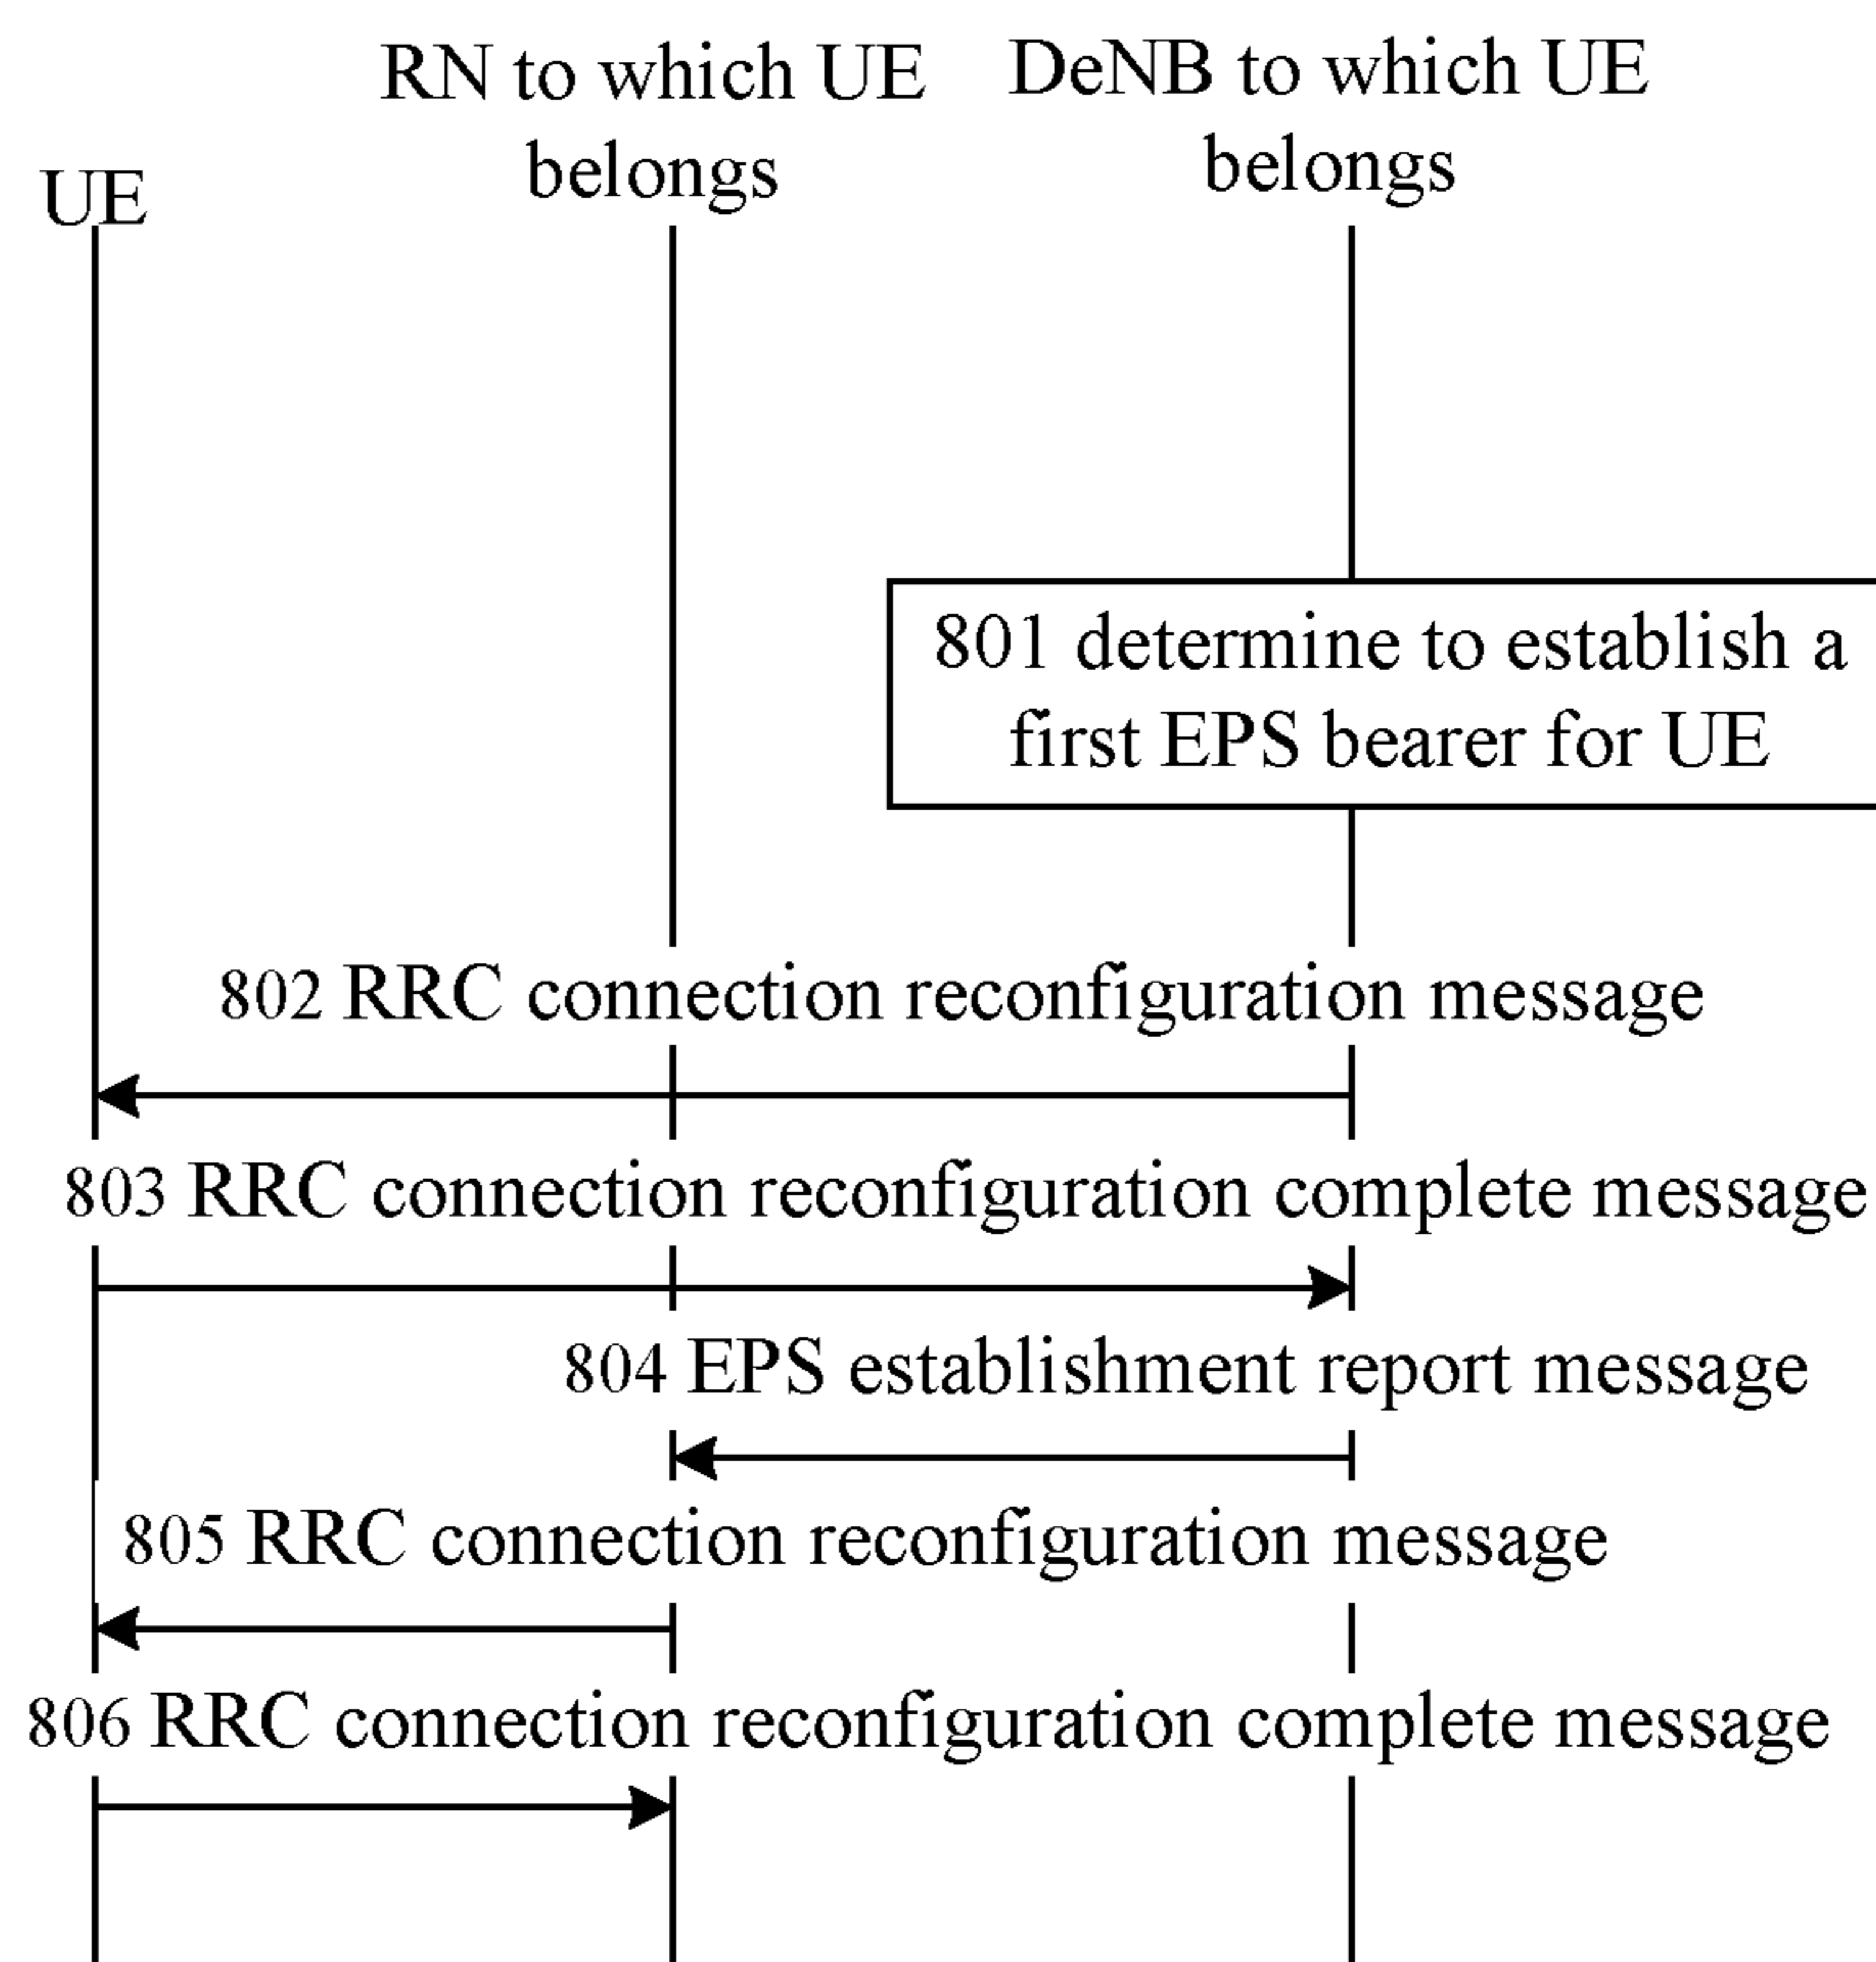 RN to which UE
belongs
DeNB to which UE
belongs
UE
801 determine to establish a
first EPS bearer for UE
802 RRC connection reconfiguration message
803 RRC connection reconfiguration complete message
804 EPS establishment report message
805 RRC connection reconfiguration message
806 RRC connection reconfiguration complete message